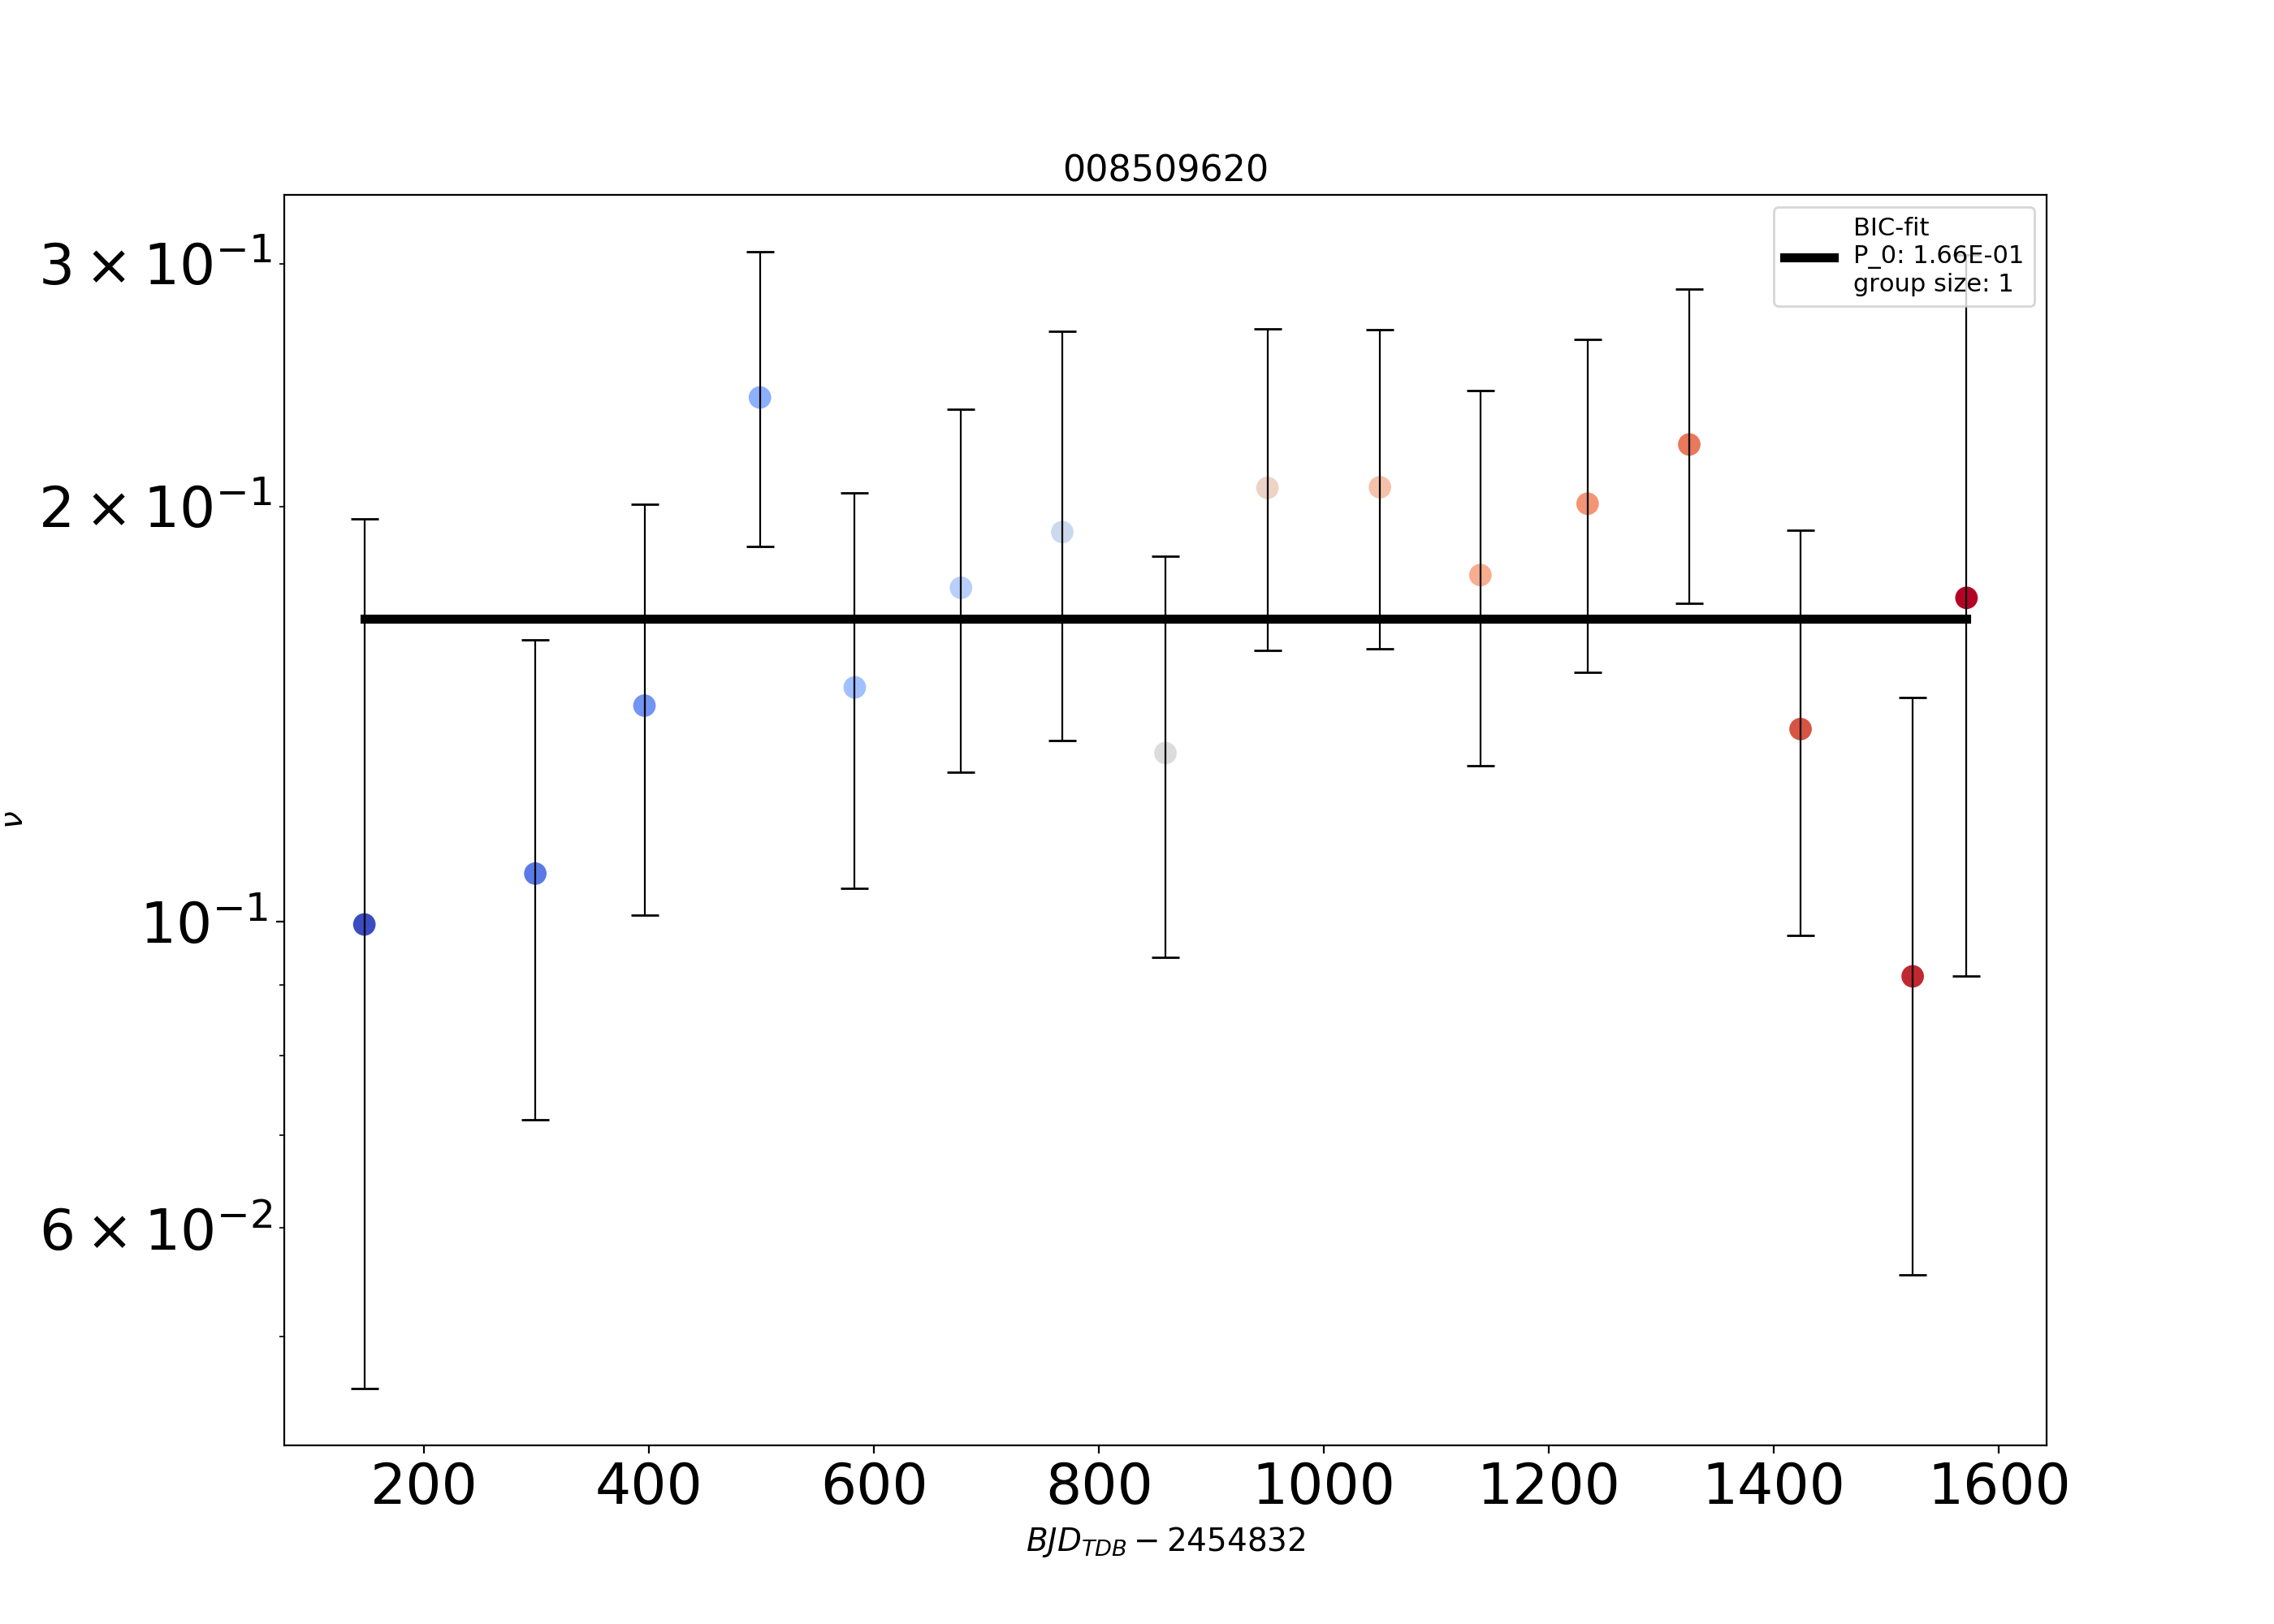 008509620
BIC-fit
P_0: 1.66E-01
group size: 1
3 × 10⁻¹
2 × 10⁻¹
10⁻¹
6 × 10⁻²
ν
200 400 600 800 1000 1200 1400 1600
BJD_TDB − 2454832